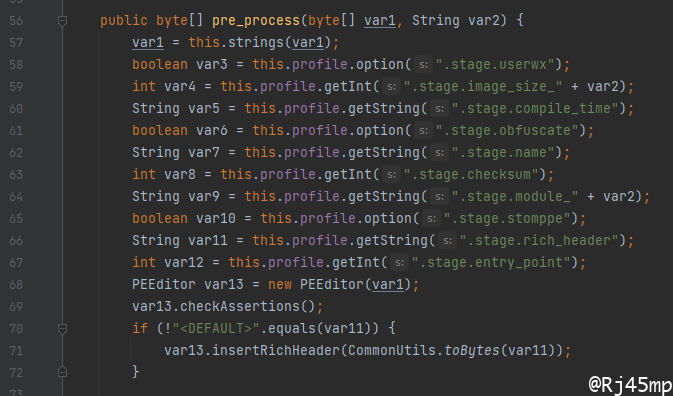 56 public byte[] pre_process(byte[] var1, String var2) {
57 var1 = this.strings(var1);
58 boolean var3 = this.profile.option( s: ".stage.userwx");
59 int var4 = this.profile.getInt( s: ".stage.image_size_" + var2);
60 String var5 = this.profile.getString( s: ".stage.compile_time");
61 boolean var6 = this.profile.option( s: ".stage.obfuscate");
62 String var7 = this.profile.getString( s: ".stage.name");
63 int var8 = this.profile.getInt( s: ".stage.checksum");
64 String var9 = this.profile.getString( s: ".stage.module_" + var2);
65 boolean var10 = this.profile.option( s: ".stage.stomppe");
66 String var11 = this.profile.getString( s: ".stage.rich_header");
67 int var12 = this.profile.getInt( s: ".stage.entry_point");
68 PEEditor var13 = new PEEditor(var1);
69 var13.checkAssertions();
70 if (!"<DEFAULT>".equals(var11)) {
71 var13.insertRichHeader(CommonUtils.toBytes(var11));
72 }
@Rj45mp